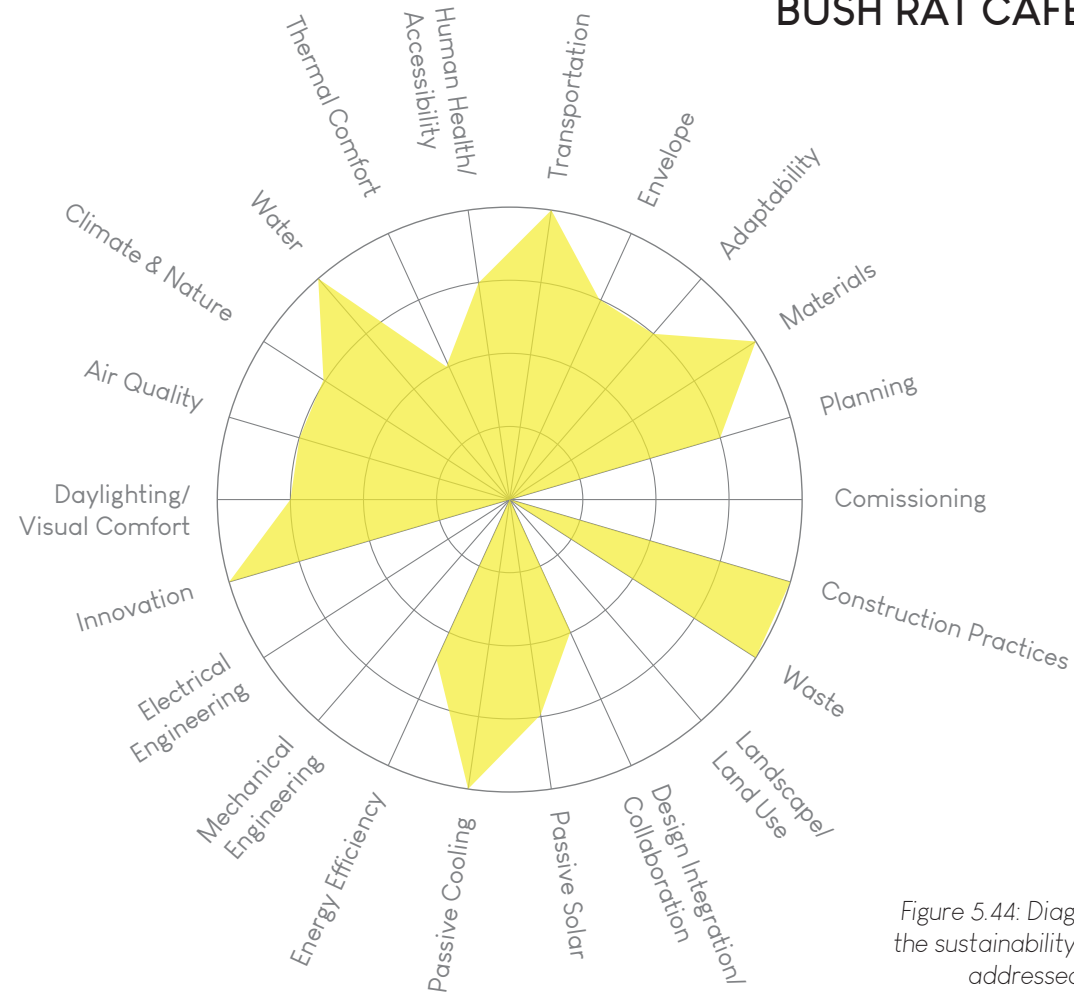 BUSH RAT CAFE
Human Health/
Accessibility
Transportation
Envelope
Adaptability
Materials
Planning
Comissioning
Construction Practices
Waste
Landscape/
Land Use
Design Integration/
Collaboration
Passive Solar
Passive Cooling
Energy Efficiency
Mechanical
Engineering
Electrical
Engineering
Innovation
Daylighting/
Visual Comfort
Air Quality
Climate & Nature
Water
Thermal Comfort
Figure 5.44: Diag
the sustainability
addressed